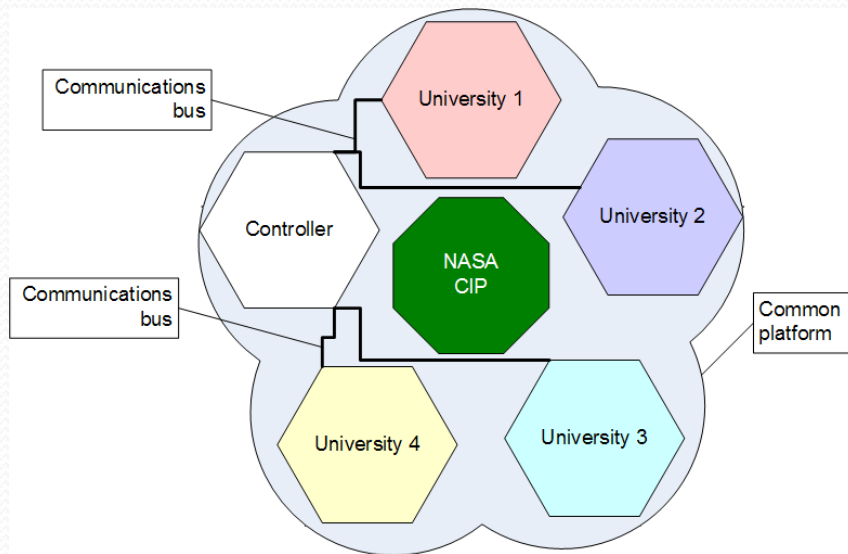 Communications
bus
University 1
University 2
Controller
NASA
CIP
Communications
bus
Common
platform
University 4
University 3